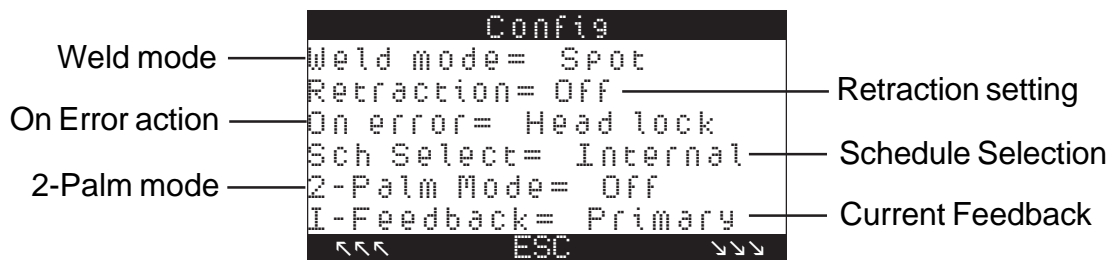 Config
Weld mode
Weld mode= Spot
Retraction= Off
Retraction setting
On Error action
On error= Head lock
Sch Select= Internal
Schedule Selection
2-Palm mode
2-Palm Mode= Off
I-Feedback= Primary
Current Feedback
↖↖↖ ESC ↘↘↘